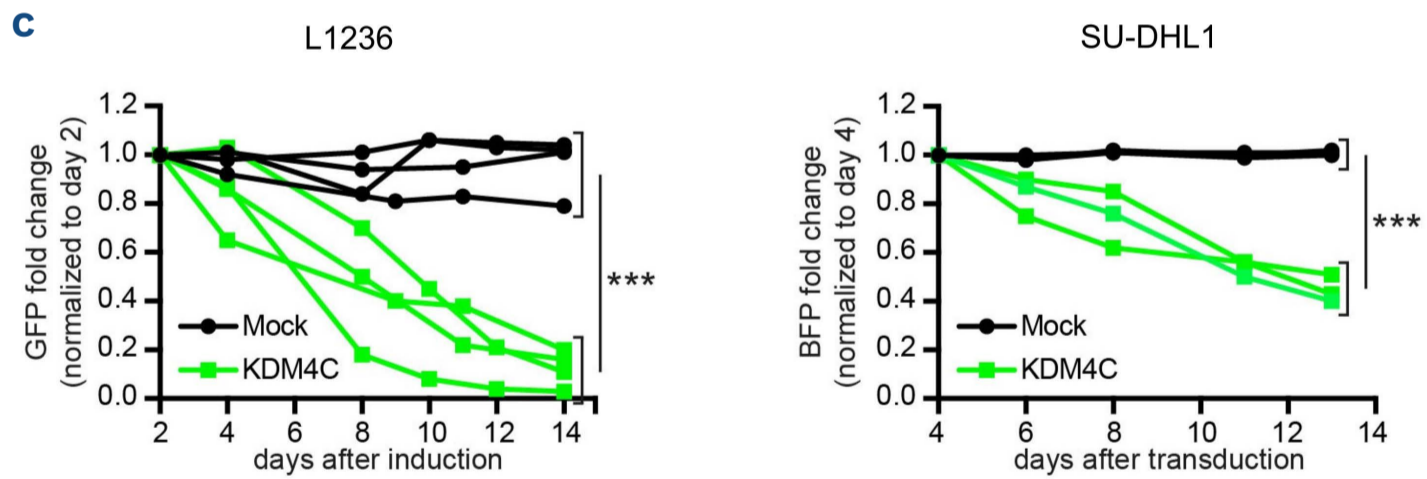 C
L1236
GFP fold change
(normalized to day 2)
1.2
1.0
0.8
0.6
0.4
0.2
0.0
Mock
KDM4C
***
2 4 6 8 10 12 14
days after induction
SU-DHL1
BFP fold change
(normalized to day 4)
1.2
1.0
0.8
0.6
0.4
0.2
0.0
Mock
KDM4C
***
4 6 8 10 12 14
days after transduction